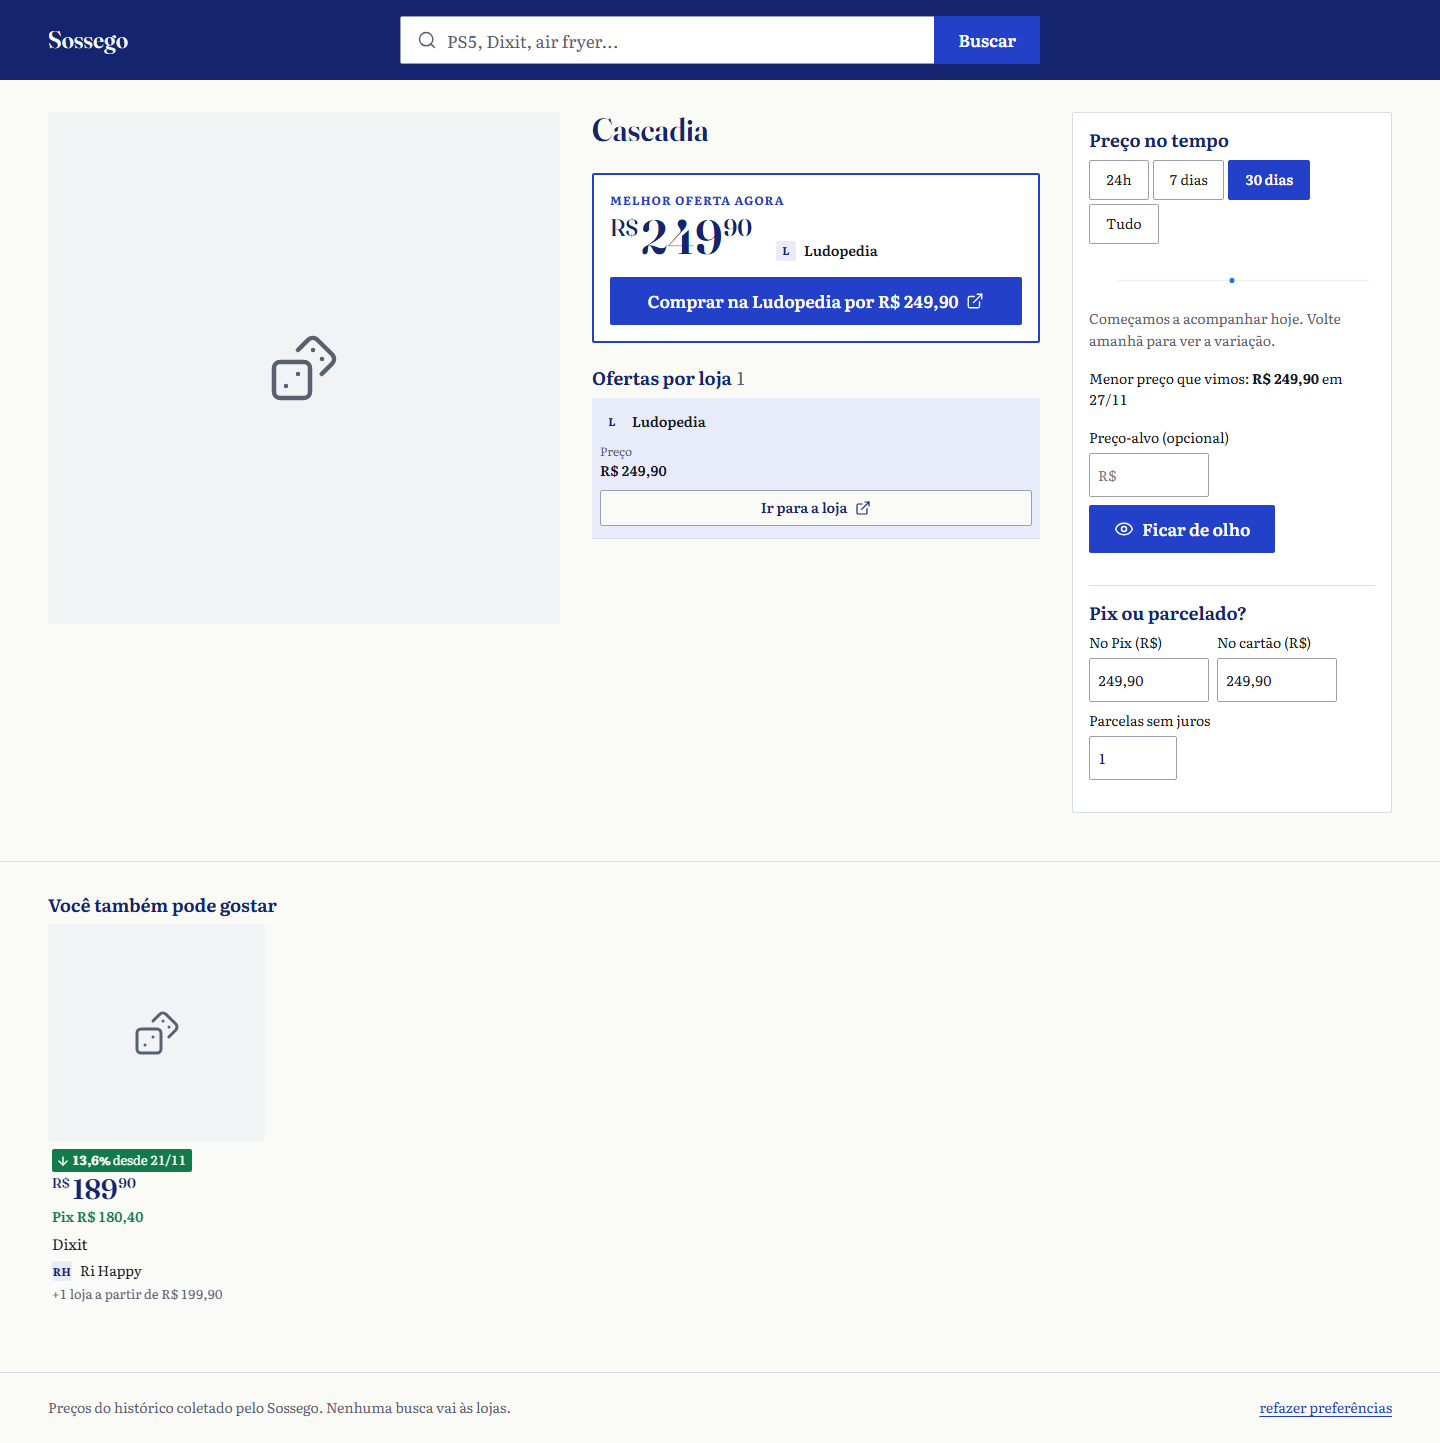 Sossego
PS5, Dixit, air fryer...
Buscar
Cascadia
MELHOR OFERTA AGORA
R$ 249 90
L Ludopedia
Comprar na Ludopedia por R$ 249,90
Ofertas por loja 1
L Ludopedia
Preço
R$ 249,90
Ir para a loja
Preço no tempo
24h
7 dias
30 dias
Tudo
Começamos a acompanhar hoje. Volte
amanhã para ver a variação.
Menor preço que vimos: R$ 249,90 em
27/11
Preço-alvo (opcional)
R$
Ficar de olho
Pix ou parcelado?
No Pix (R$)
No cartão (R$)
249,90
249,90
Parcelas sem juros
1
Você também pode gostar
↓ 13,6% desde 21/11
R$ 189 90
Pix R$ 180,40
Dixit
RH Ri Happy
+1 loja a partir de R$ 199,90
Preços do histórico coletado pelo Sossego. Nenhuma busca vai às lojas.
refazer preferências